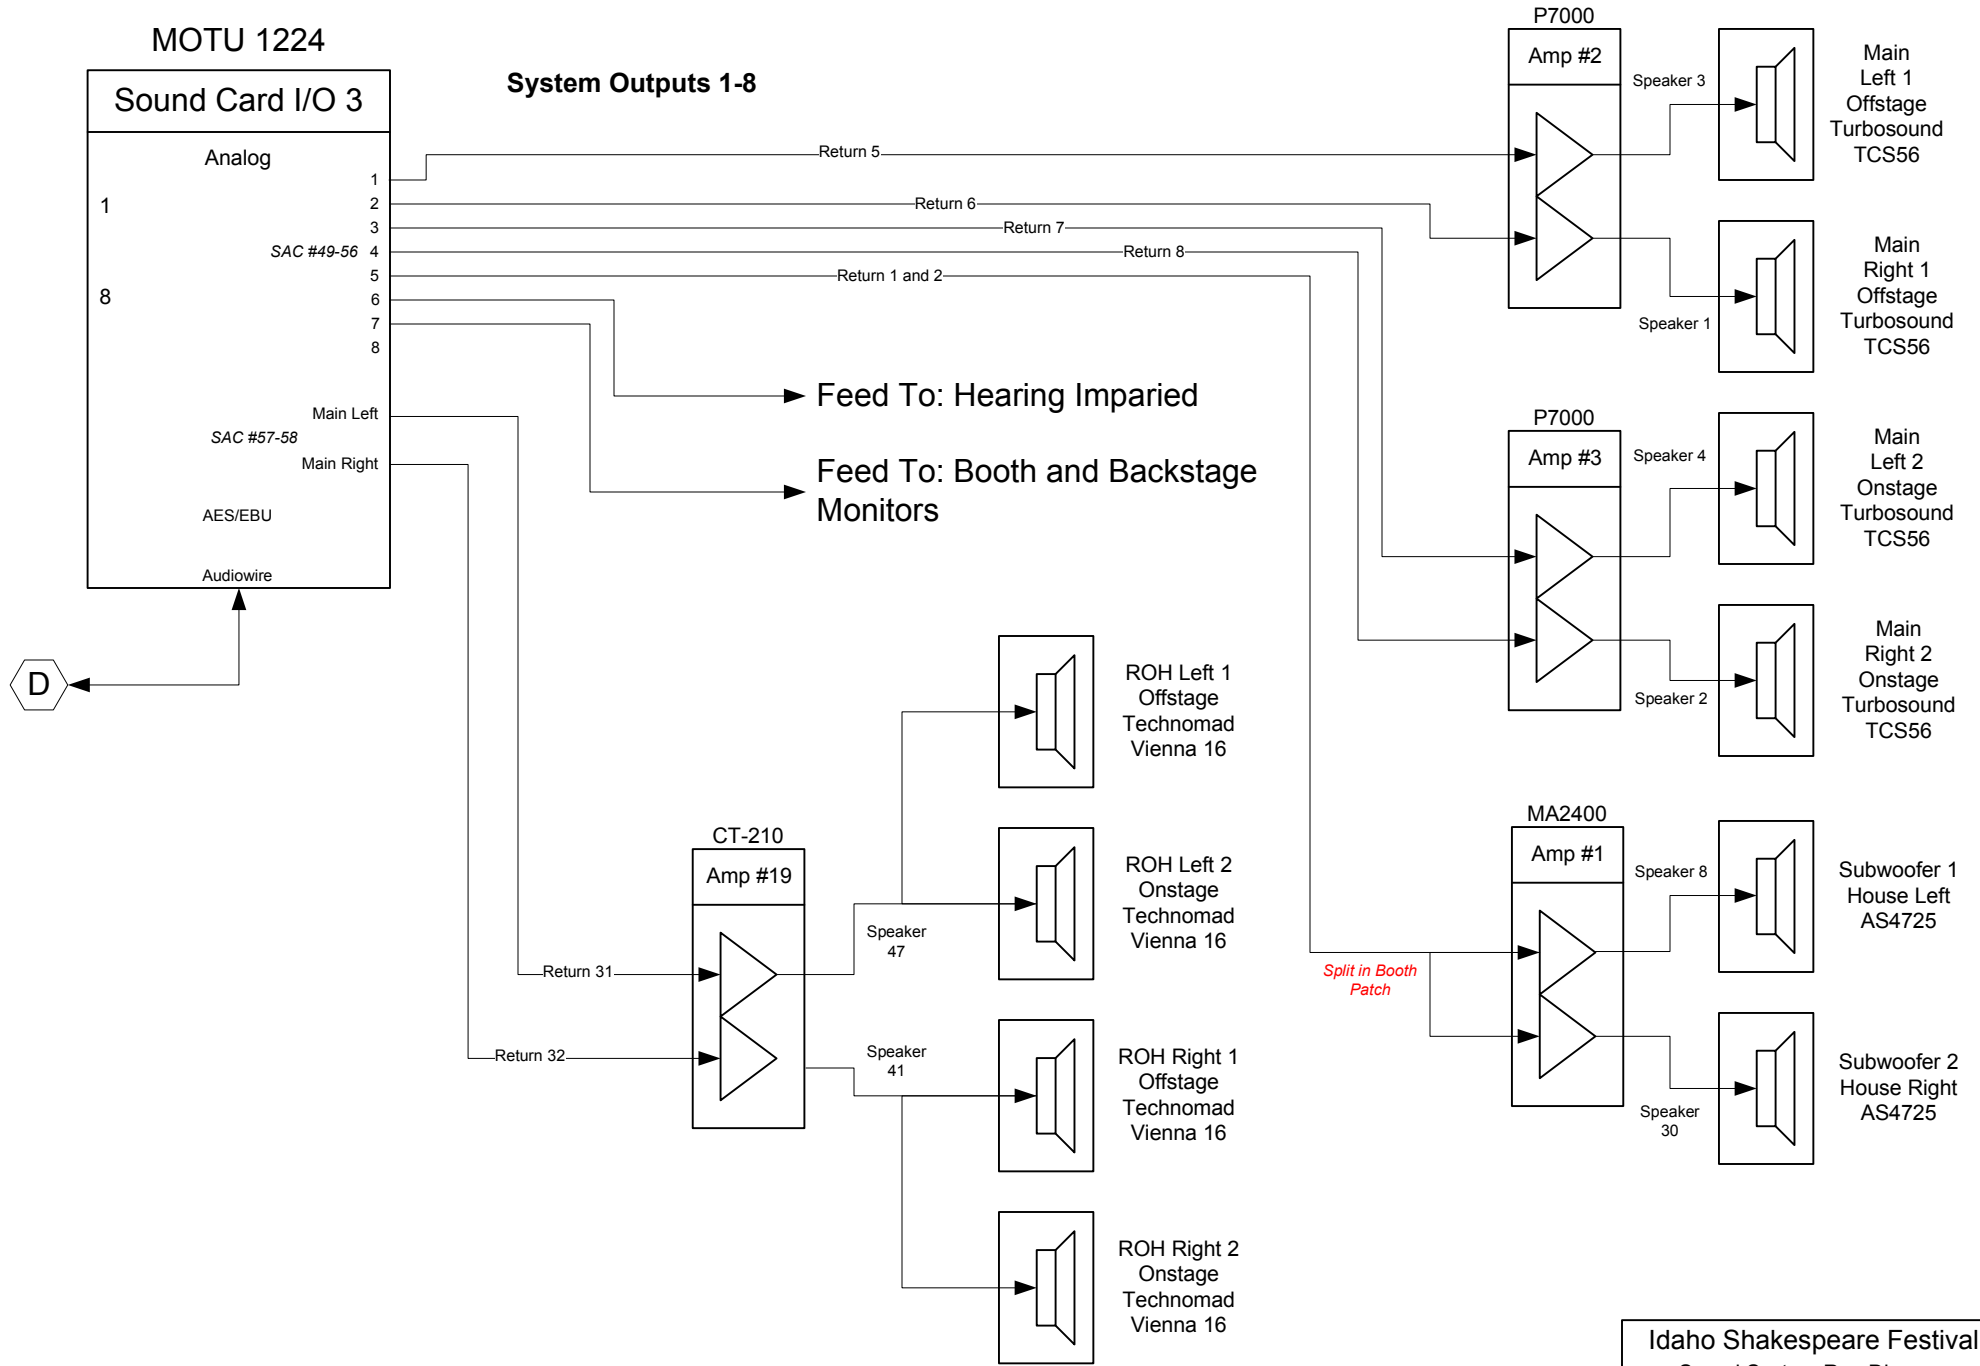 MOTU 1224
Sound Card I/O 3
Analog
1
8
1
2
3
SAC #49-56 4
5
6
7
8
Main Left
SAC #57-58
Main Right
AES/EBU
Audiowire
D
System Outputs 1-8
Return 5
Return 6
Return 7
Return 8
Return 1 and 2
Feed To: Hearing Imparied
Feed To: Booth and Backstage
Monitors
P7000
Amp #2
Speaker 3
Main
Left 1
Offstage
Turbosound
TCS56
Speaker 1
Main
Right 1
Offstage
Turbosound
TCS56
P7000
Amp #3
Speaker 4
Main
Left 2
Onstage
Turbosound
TCS56
Speaker 2
Main
Right 2
Onstage
Turbosound
TCS56
MA2400
Amp #1
Split in Booth
Patch
Speaker 8
Subwoofer 1
House Left
AS4725
Speaker
30
Subwoofer 2
House Right
AS4725
Return 31
Return 32
CT-210
Amp #19
Speaker
47
Speaker
41
ROH Left 1
Offstage
Technomad
Vienna 16
ROH Left 2
Onstage
Technomad
Vienna 16
ROH Right 1
Offstage
Technomad
Vienna 16
ROH Right 2
Onstage
Technomad
Vienna 16
Idaho Shakespeare Festival